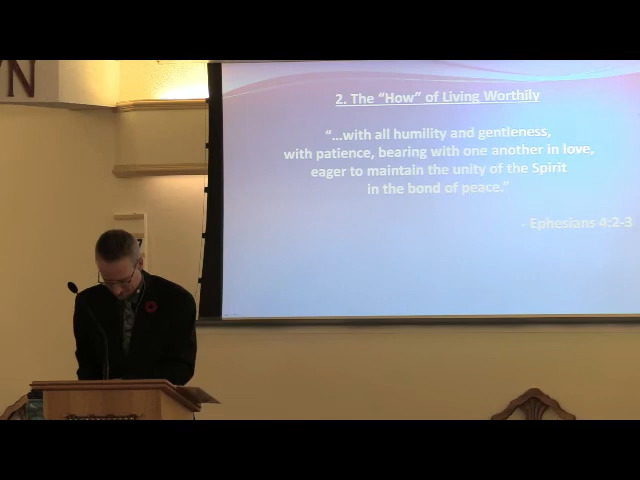 WN
2. The “How” of Living Worthily
“...with all humility and gentleness,
with patience, bearing with one another in love,
eager to maintain the unity of the Spirit
in the bond of peace.”
- Ephesians 4:2-3